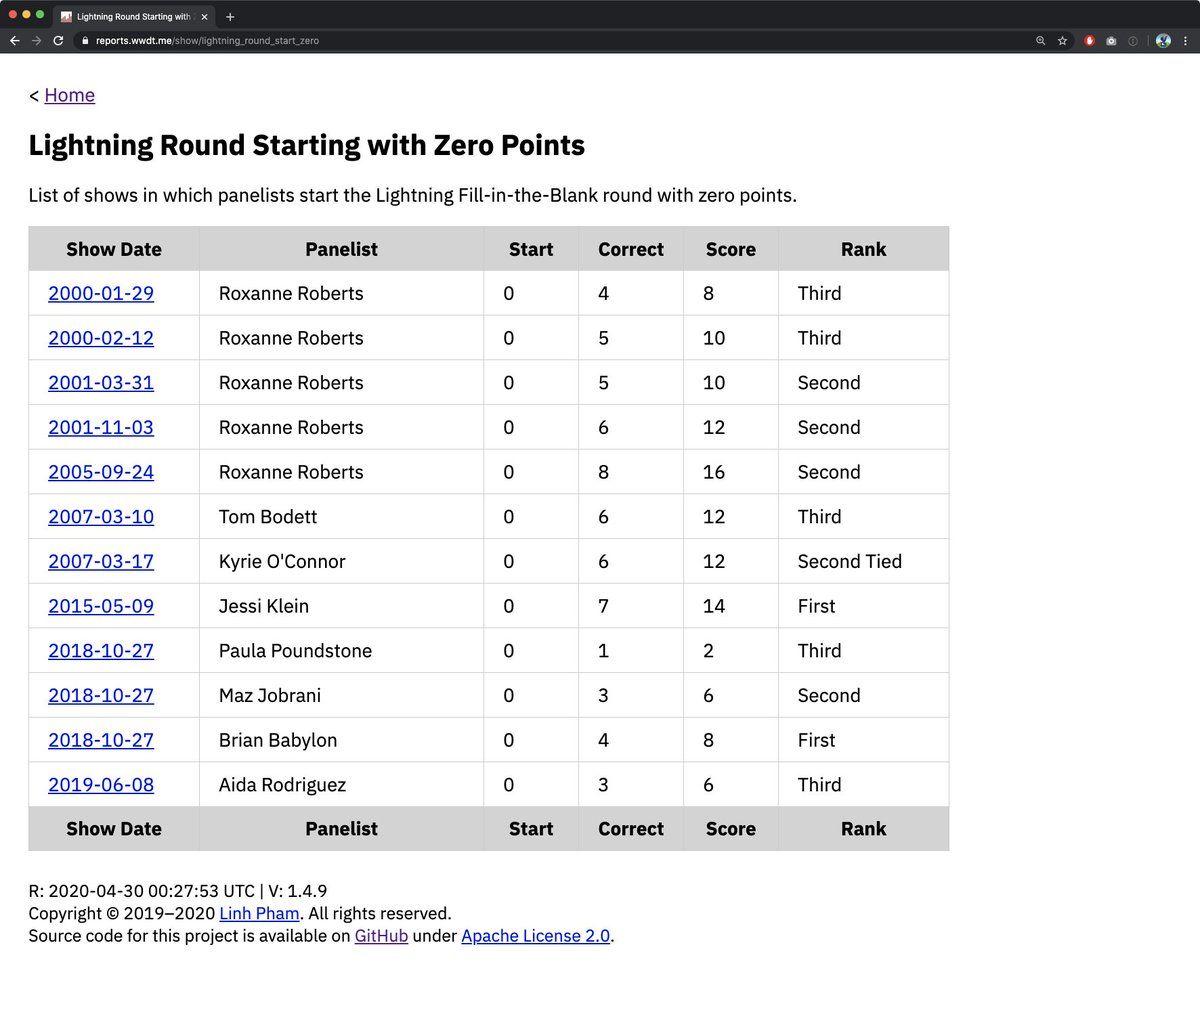 Lightning Round Starting with
reports.wwdt.me/show/lightning_round_start_zero
< Home
Lightning Round Starting with Zero Points
List of shows in which panelists start the Lightning Fill-in-the-Blank round with zero points.
Show Date Panelist Start Correct Score Rank
2000-01-29 Roxanne Roberts 0 4 8 Third
2000-02-12 Roxanne Roberts 0 5 10 Third
2001-03-31 Roxanne Roberts 0 5 10 Second
2001-11-03 Roxanne Roberts 0 6 12 Second
2005-09-24 Roxanne Roberts 0 8 16 Second
2007-03-10 Tom Bodett 0 6 12 Third
2007-03-17 Kyrie O'Connor 0 6 12 Second Tied
2015-05-09 Jessi Klein 0 7 14 First
2018-10-27 Paula Poundstone 0 1 2 Third
2018-10-27 Maz Jobrani 0 3 6 Second
2018-10-27 Brian Babylon 0 4 8 First
2019-06-08 Aida Rodriguez 0 3 6 Third
Show Date Panelist Start Correct Score Rank
R: 2020-04-30 00:27:53 UTC | V: 1.4.9
Copyright © 2019–2020 Linh Pham. All rights reserved.
Source code for this project is available on GitHub under Apache License 2.0.